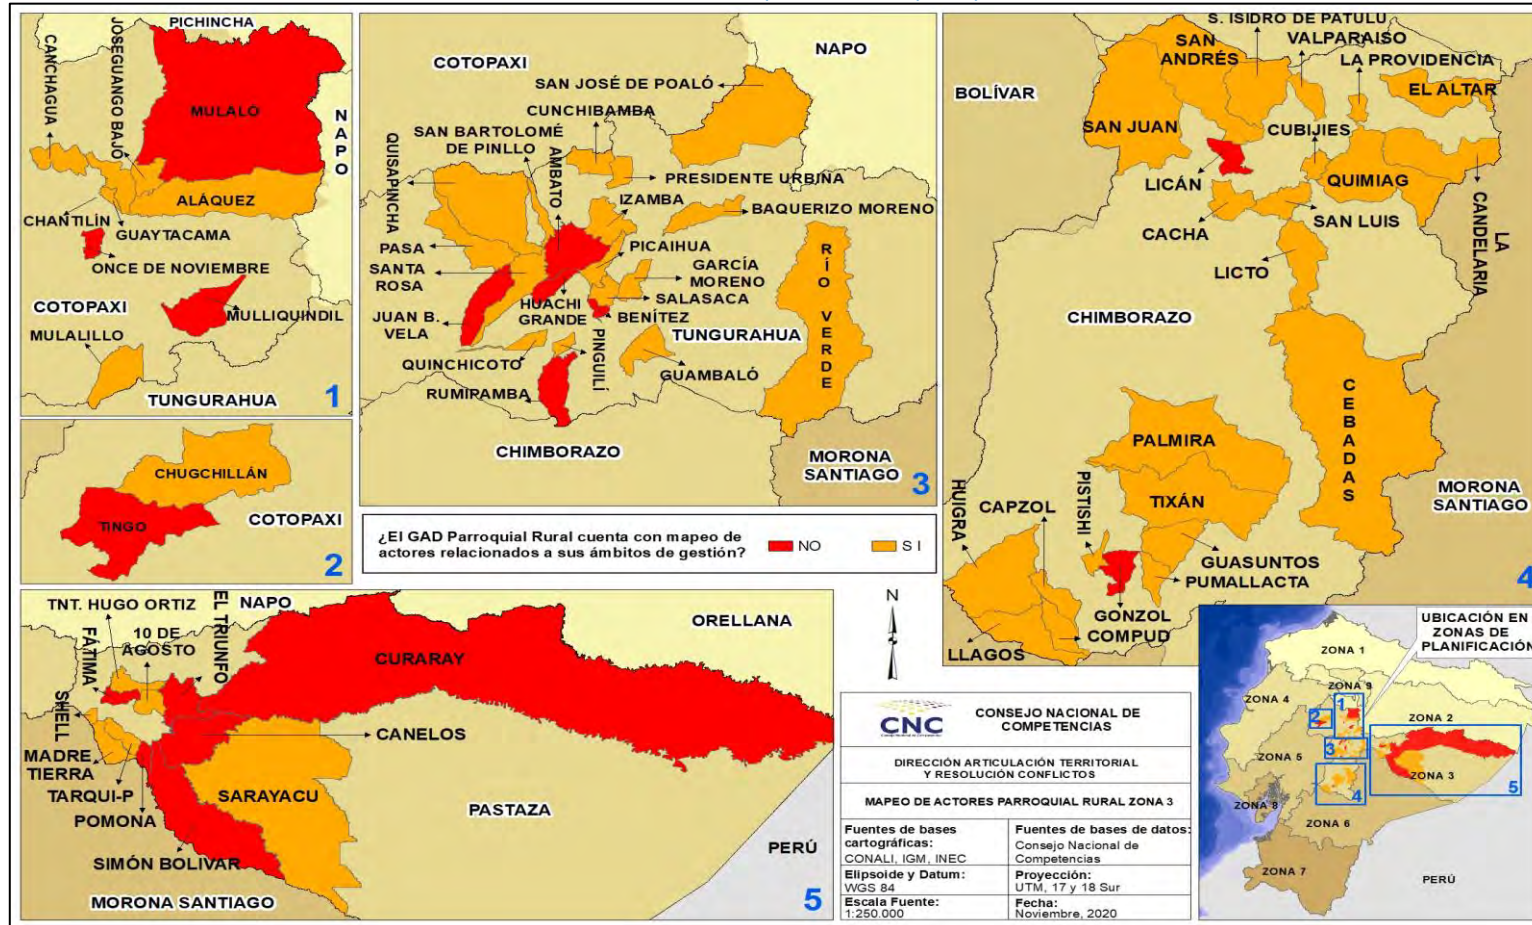 PICHINCHA
CANCHAGUA
JOSEGUANGO BAJO
MULALO
NAPO
ALÁQUEZ
CHANTILÍN
GUAYTACAMA
ONCE DE NOVIEMBRE
COTOPAXI
MULLIQUINDIL
MULALILLO
TUNGURAHUA
1
CHUGCHILLÁN
TINGO
COTOPAXI
2
COTOPAXI
NAPO
SAN JOSÉ DE POALÓ
CUNCHIBAMBA
SAN BARTOLOMÉ
DE PINLLO
QUISAPINCHA
AMBATO
PRESIDENTE URBINA
IZAMBA
BAQUERIZO MORENO
PASA
PICAIHUA
SANTA
ROSA
GARCÍA
MORENO
SALASACA
HUACHI
GRANDE
BENÍTEZ
JUAN B.
VELA
PINGUILÍ
TUNGURAHUA
RÍO VERDE
QUINCHICOTO
GUAMBALÓ
RUMIPAMBA
CHIMBORAZO
MORONA
SANTIAGO
3
¿El GAD Parroquial Rural cuenta con mapeo de
actores relacionados a sus ámbitos de gestión?
NO
SI
S. ISIDRO DE PATULU
SAN
ANDRÉS
VALPARAISO
LA PROVIDENCIA
BOLÍVAR
EL ALTAR
SAN JUAN
CUBIJIES
LICÁN
QUIMIAG
CACHA
SAN LUIS
LA
CANDELARIA
LICTO
CHIMBORAZO
CEBADAS
PALMIRA
MORONA
SANTIAGO
HUIGRA
CAPZOL
PISTISHI
TIXÁN
GUASUNTOS
PUMALLACTA
GONZOL
COMPUD
LLAGOS
4
TNT. HUGO ORTIZ
NAPO
EL TRIUNFO
ORELLANA
FÁTIMA
10 DE
AGOSTO
CURARAY
SHELL
CANELOS
MADRE
TIERRA
TARQUI-P
SARAYACU
POMONA
PASTAZA
PERÚ
SIMÓN BOLIVAR
MORONA SANTIAGO
5
N
CNC
CONSEJO NACIONAL DE
COMPETENCIAS
DIRECCIÓN ARTICULACIÓN TERRITORIAL
Y RESOLUCIÓN CONFLICTOS
MAPEO DE ACTORES PARROQUIAL RURAL ZONA 3
Fuentes de bases
cartográficas:
CONALI, IGM, INEC
Fuentes de bases de datos:
Consejo Nacional de
Competencias
Elipsoide y Datum:
WGS 84
Proyección:
UTM, 17 y 18 Sur
Escala Fuente:
1:250.000
Fecha:
Noviembre, 2020
UBICACIÓN EN
ZONAS DE
PLANIFICACIÓN
ZONA 1
ZONA 9
ZONA 4
1
2
ZONA 2
3
ZONA 5
ZONA 3
4
5
ZONA 8
ZONA 6
ZONA 7
PERÚ